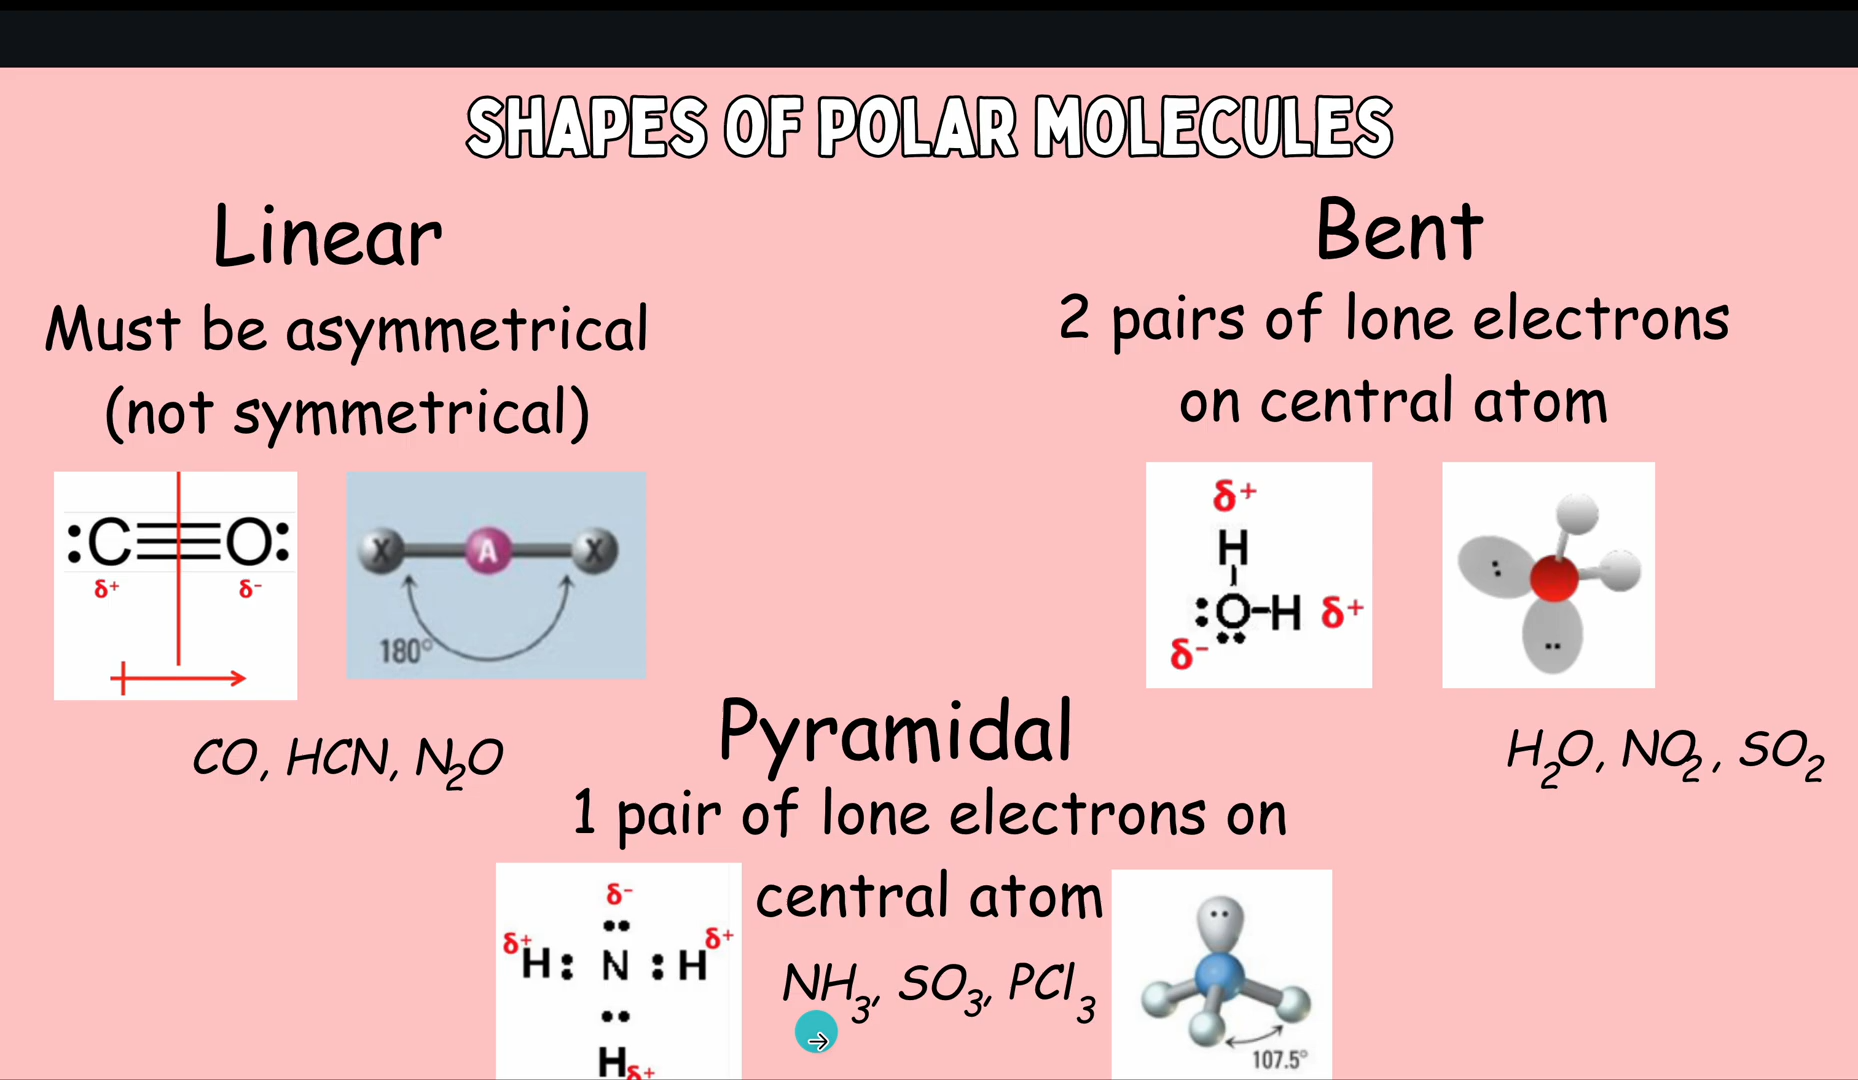 SHAPES OF POLAR MOLECULES
Linear
Must be asymmetrical
(not symmetrical)
:C≡O:
δ+ δ-
X A X
180°
CO, HCN, N₂O
Bent
2 pairs of lone electrons
on central atom
δ+
H
:O-H δ+
δ-
H₂O, NO₂, SO₂
Pyramidal
1 pair of lone electrons on
central atom
δ-
δ+ δ+
H: N :H
H δ+
NH₃, SO₃, PCl₃
107.5°